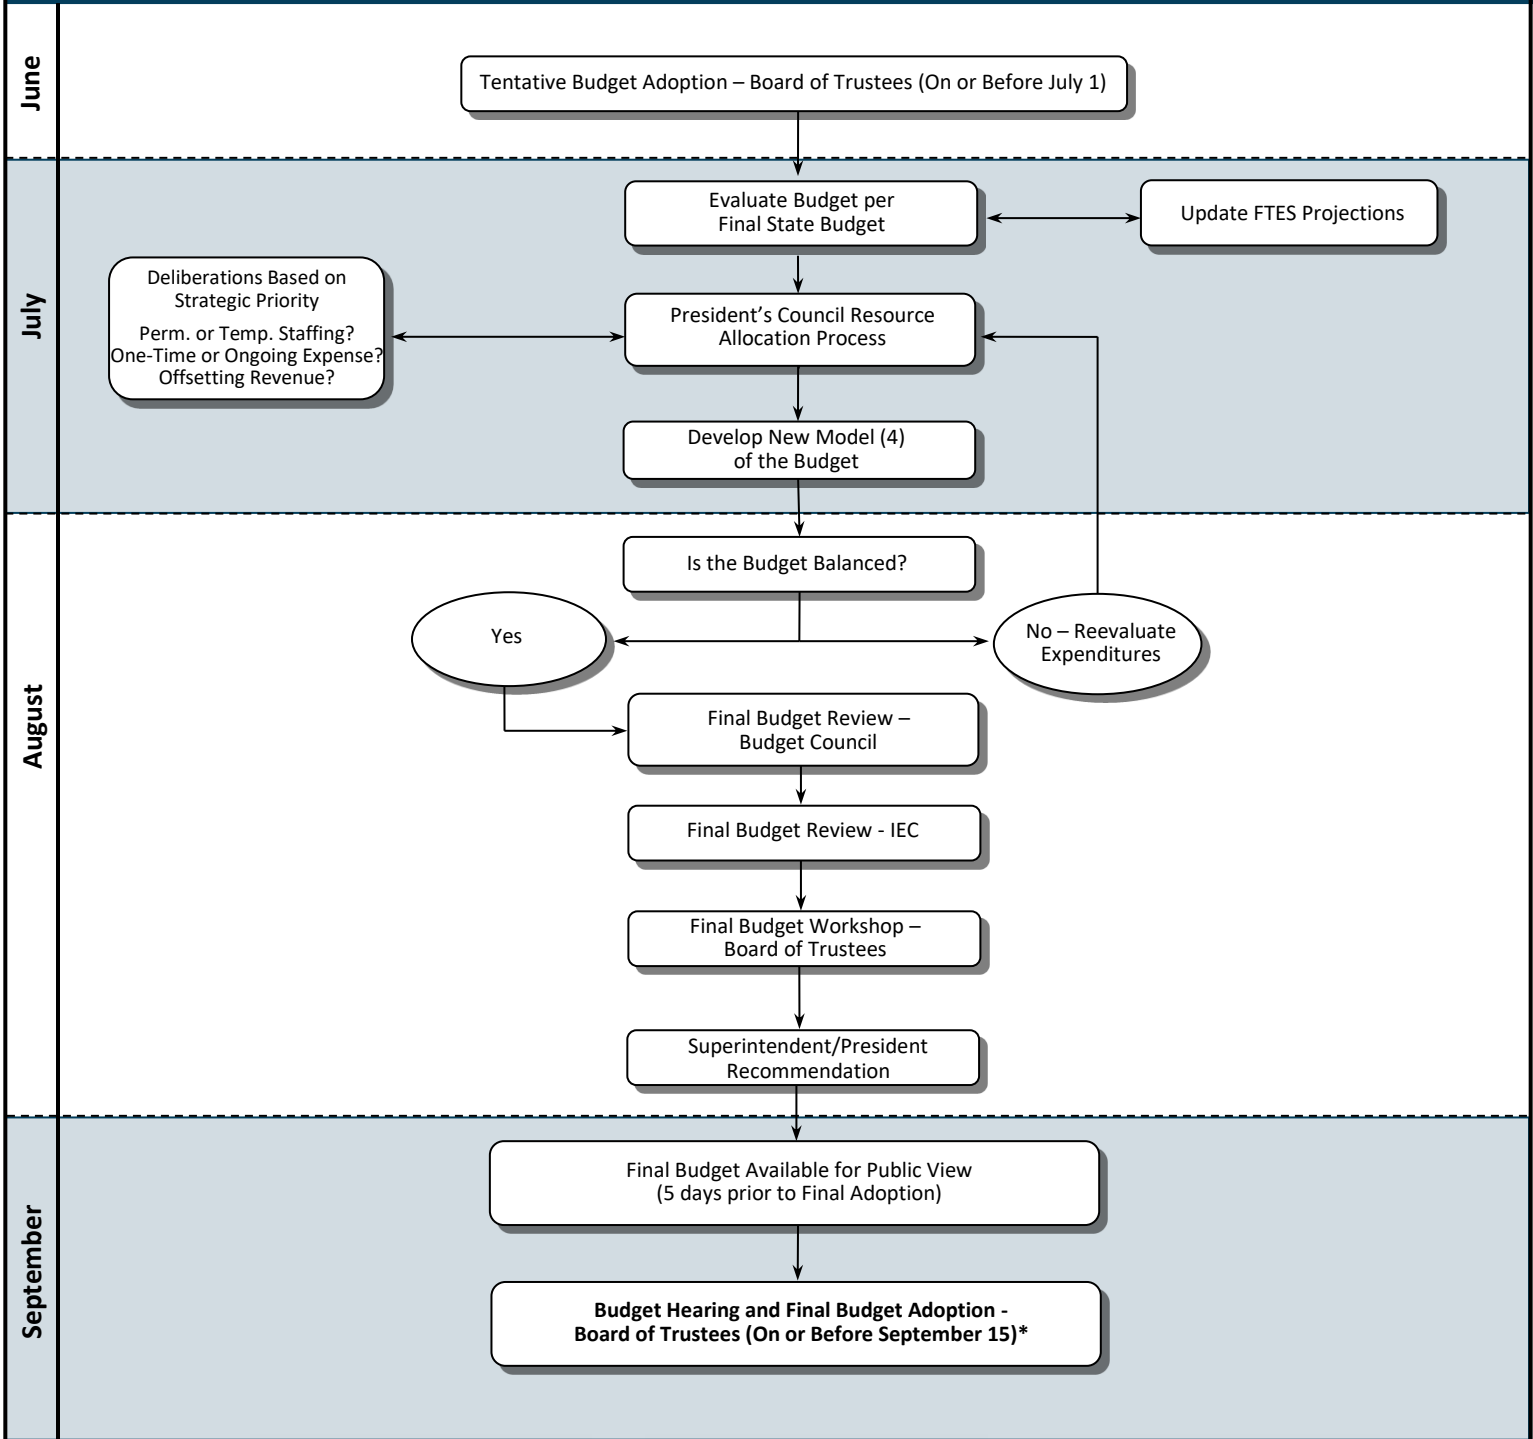 June
Tentative Budget Adoption – Board of Trustees (On or Before July 1)
July
Evaluate Budget per
Final State Budget
Update FTES Projections
Deliberations Based on
Strategic Priority
Perm. or Temp. Staffing?
One-Time or Ongoing Expense?
Offsetting Revenue?
President’s Council Resource
Allocation Process
Develop New Model (4)
of the Budget
August
Is the Budget Balanced?
Yes
No – Reevaluate
Expenditures
Final Budget Review –
Budget Council
Final Budget Review - IEC
Final Budget Workshop –
Board of Trustees
Superintendent/President
Recommendation
September
Final Budget Available for Public View
(5 days prior to Final Adoption)
Budget Hearing and Final Budget Adoption -
Board of Trustees (On or Before September 15)*